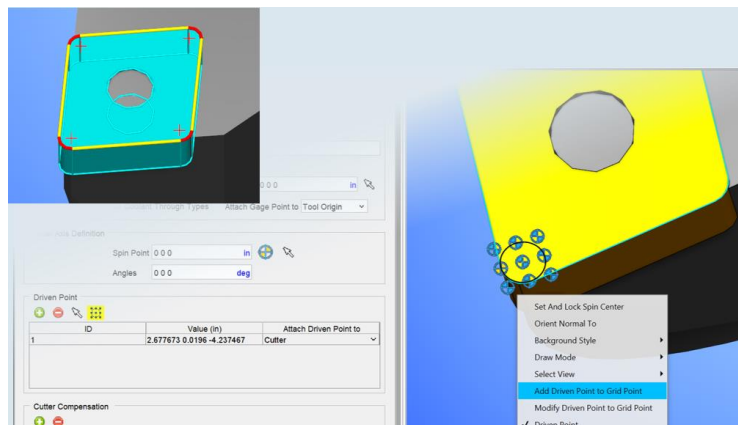 0 0 0 in
Through Types Attach Gage Point to Tool Origin
Definition
Spin Point 0 0 0 in
Angles 0 0 0 deg
Driven Point
ID Value (in) Attach Driven Point to
1 2.677673 0.0196 -4.237467 Cutter
Cutter Compensation
Set And Lock Spin Center
Orient Normal To
Background Style
Draw Mode
Select View
Add Driven Point to Grid Point
Modify Driven Point to Grid Point
Driven Point